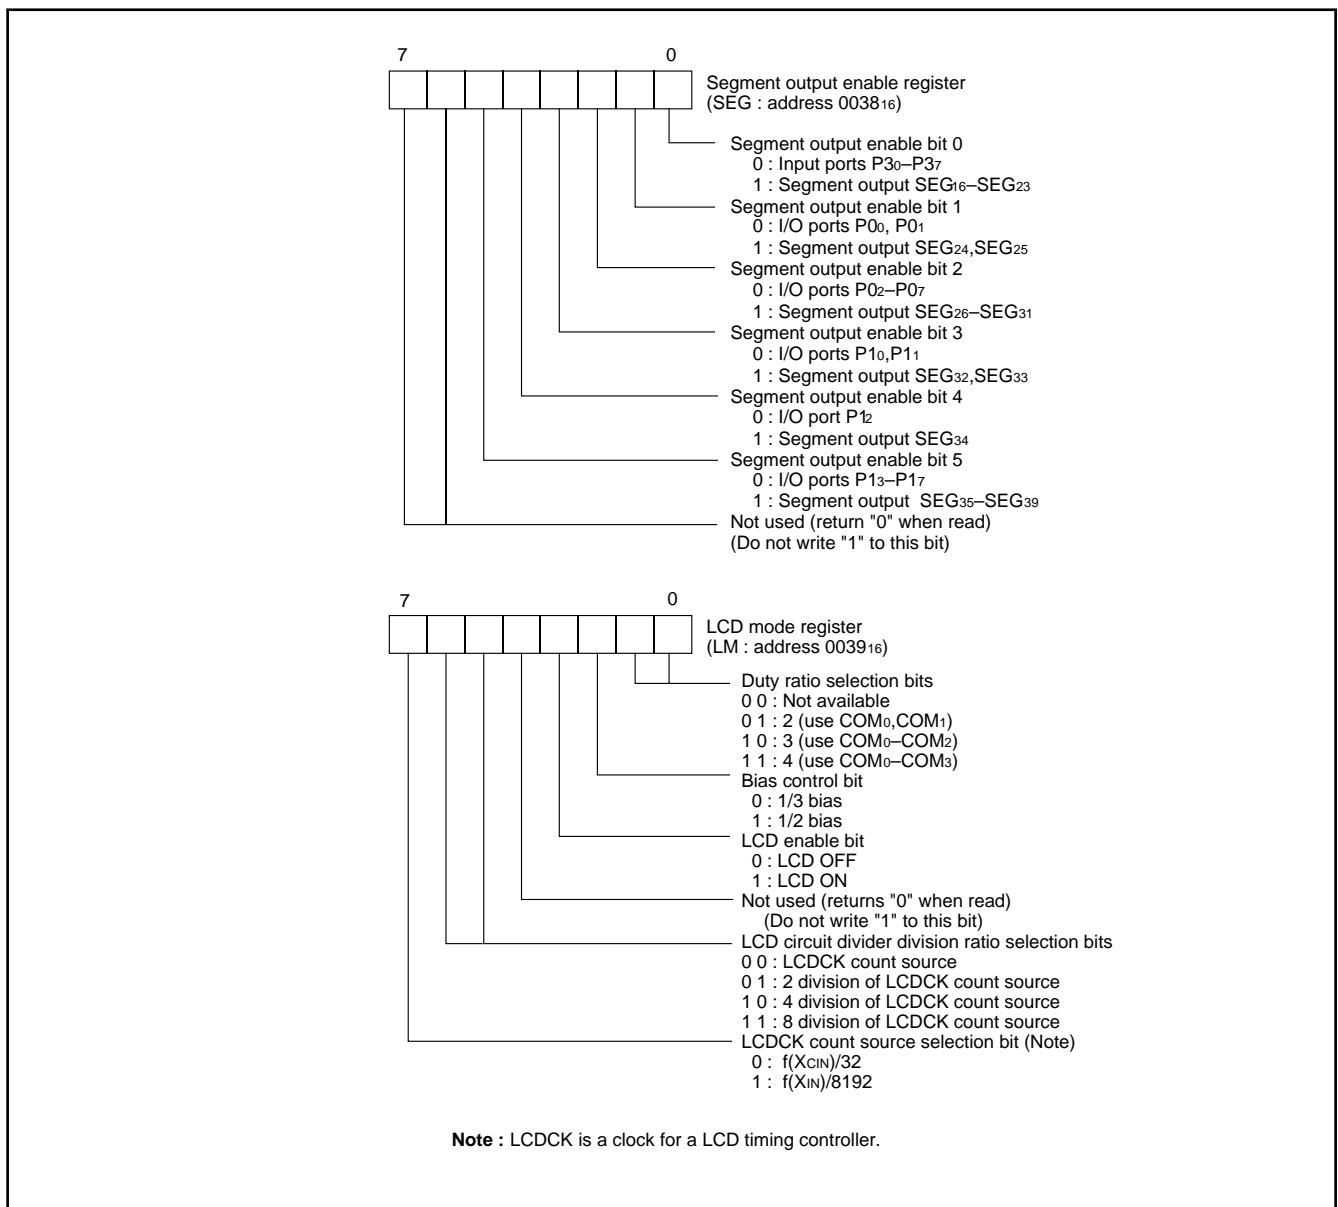 7 0
Segment output enable register
(SEG : address 003816)
Segment output enable bit 0
0 : Input ports P30–P37
1 : Segment output SEG16–SEG23
Segment output enable bit 1
0 : I/O ports P00, P01
1 : Segment output SEG24,SEG25
Segment output enable bit 2
0 : I/O ports P02–P07
1 : Segment output SEG26–SEG31
Segment output enable bit 3
0 : I/O ports P10,P11
1 : Segment output SEG32,SEG33
Segment output enable bit 4
0 : I/O port P12
1 : Segment output SEG34
Segment output enable bit 5
0 : I/O ports P13–P17
1 : Segment output SEG35–SEG39
Not used (return "0" when read)
(Do not write "1" to this bit)
7 0
LCD mode register
(LM : address 003916)
Duty ratio selection bits
0 0 : Not available
0 1 : 2 (use COM0,COM1)
1 0 : 3 (use COM0–COM2)
1 1 : 4 (use COM0–COM3)
Bias control bit
0 : 1/3 bias
1 : 1/2 bias
LCD enable bit
0 : LCD OFF
1 : LCD ON
Not used (returns "0" when read)
(Do not write "1" to this bit)
LCD circuit divider division ratio selection bits
0 0 : LCDCK count source
0 1 : 2 division of LCDCK count source
1 0 : 4 division of LCDCK count source
1 1 : 8 division of LCDCK count source
LCDCK count source selection bit (Note)
0 : f(XCIN)/32
1 : f(XIN)/8192
Note : LCDCK is a clock for a LCD timing controller.